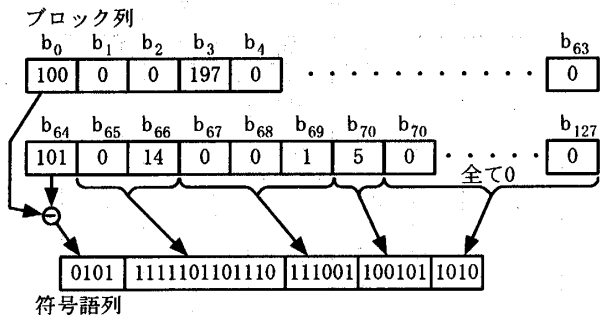 ブロック列
b0 b1 b2 b3 b4 b63
100 0 0 197 0 ・・・・・・・・・・・・ 0
b64 b65 b66 b67 b68 b69 b70 b70 b127
101 0 14 0 0 1 5 0 ・・・・・ 0
全て0
0101 1111101101110 111001 100101 1010
符号語列